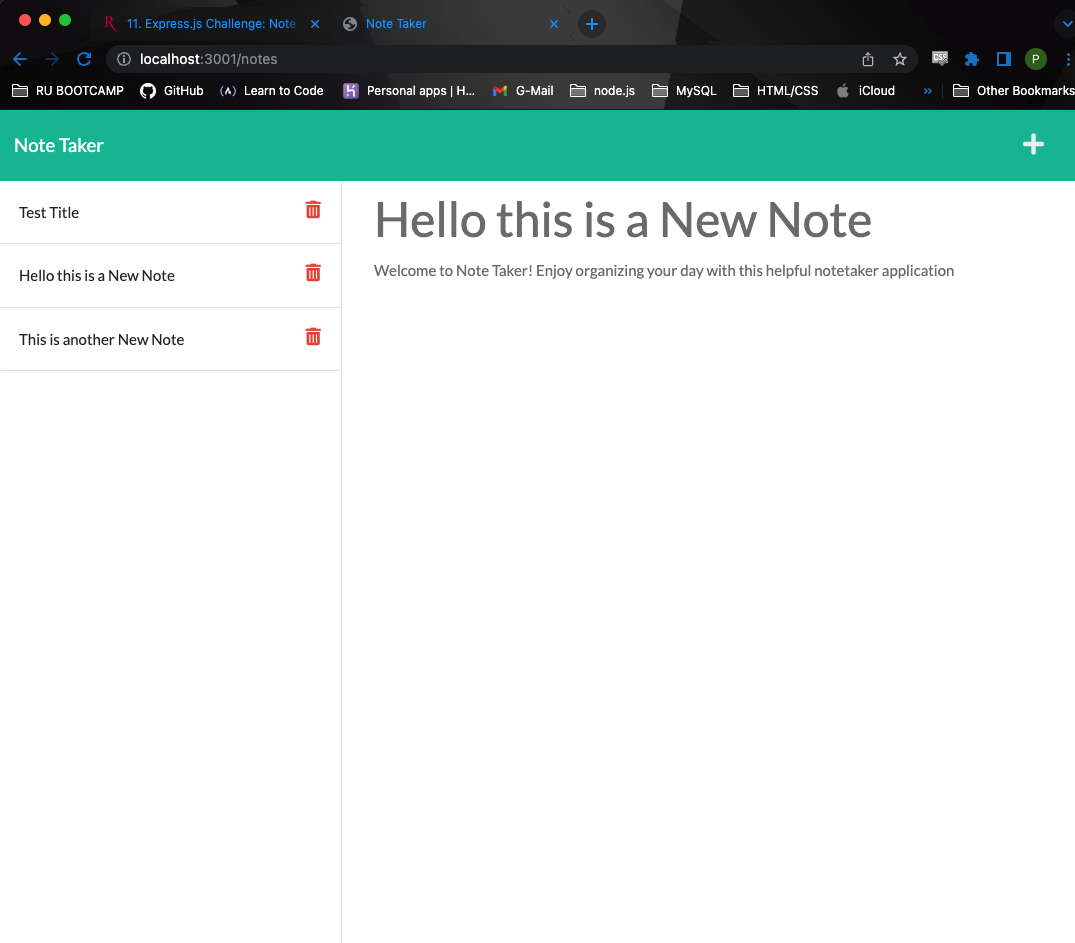 11. Express.js Challenge: Note
Note Taker
localhost:3001/notes
CSS
P
RU BOOTCAMP
GitHub
Learn to Code
Personal apps | H...
G-Mail
node.js
MySQL
HTML/CSS
iCloud
»
Other Bookmarks
Note Taker
Test Title
Hello this is a New Note
This is another New Note
Hello this is a New Note
Welcome to Note Taker! Enjoy organizing your day with this helpful notetaker application